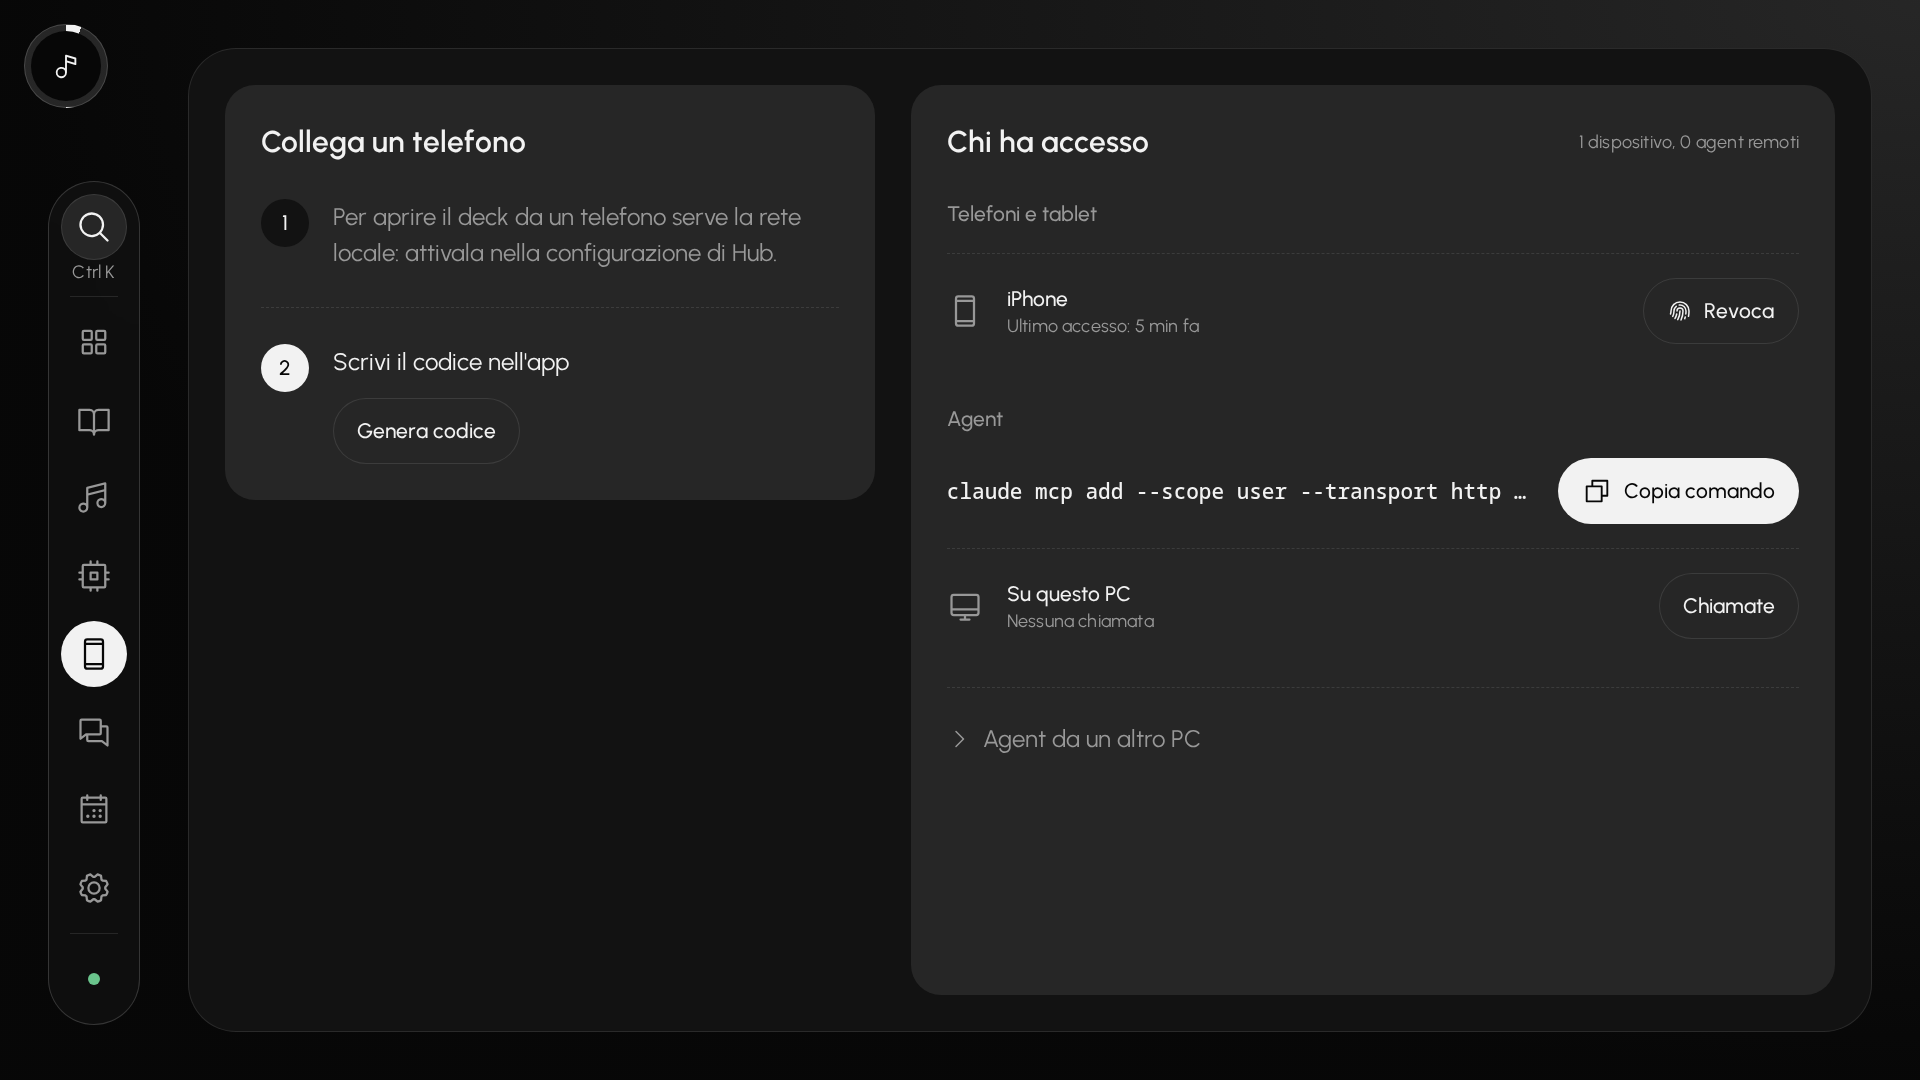 Ctrl K
Collega un telefono
1
Per aprire il deck da un telefono serve la rete
locale: attivala nella configurazione di Hub.
2
Scrivi il codice nell'app
Genera codice
Chi ha accesso
1 dispositivo, 0 agent remoti
Telefoni e tablet
iPhone
Ultimo accesso: 5 min fa
Revoca
Agent
claude mcp add --scope user --transport http …
Copia comando
Su questo PC
Nessuna chiamata
Chiamate
Agent da un altro PC